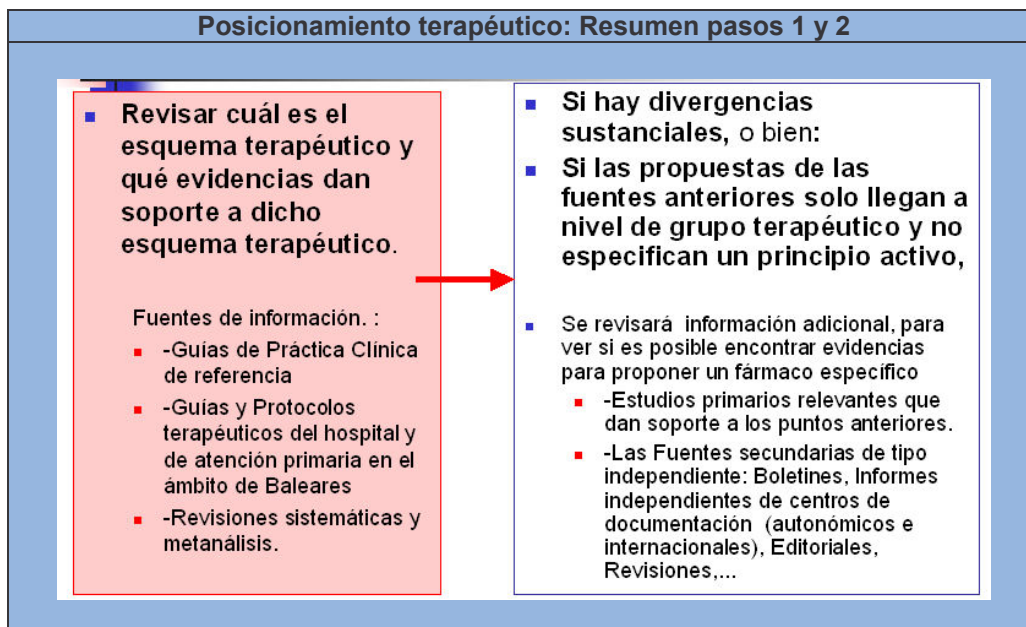 Posicionamiento terapéutico: Resumen pasos 1 y 2
Revisar cuál es el
esquema terapéutico y
qué evidencias dan
soporte a dicho
esquema terapéutico.
Fuentes de información. :
-Guías de Práctica Clínica
de referencia
-Guías y Protocolos
terapéuticos del hospital y
de atención primaria en el
ámbito de Baleares
-Revisiones sistemáticas y
metanálisis.
Si hay divergencias
sustanciales, o bien:
Si las propuestas de las
fuentes anteriores solo llegan a
nivel de grupo terapéutico y no
especifican un principio activo,
Se revisará información adicional, para
ver si es posible encontrar evidencias
para proponer un fármaco específico
-Estudios primarios relevantes que
dan soporte a los puntos anteriores.
-Las Fuentes secundarias de tipo
independiente: Boletines, Informes
independientes de centros de
documentación (autonómicos e
internacionales), Editoriales,
Revisiones,...